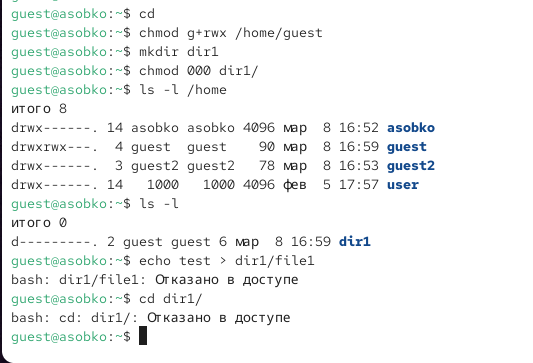 guest@asobko:~$ cd
guest@asobko:~$ chmod g+rwx /home/guest
guest@asobko:~$ mkdir dir1
guest@asobko:~$ chmod 000 dir1/
guest@asobko:~$ ls -l /home
итого 8
drwx------. 14 asobko asobko 4096 мар  8 16:52 asobko
drwxrwx---.  4 guest  guest    90 мар  8 16:59 guest
drwx------.  3 guest2 guest2   78 мар  8 16:53 guest2
drwx------. 14   1000   1000 4096 фев  5 17:57 user
guest@asobko:~$ ls -l
итого 0
d---------. 2 guest guest 6 мар  8 16:59 dir1
guest@asobko:~$ echo test > dir1/file1
bash: dir1/file1: Отказано в доступе
guest@asobko:~$ cd dir1/
bash: cd: dir1/: Отказано в доступе
guest@asobko:~$